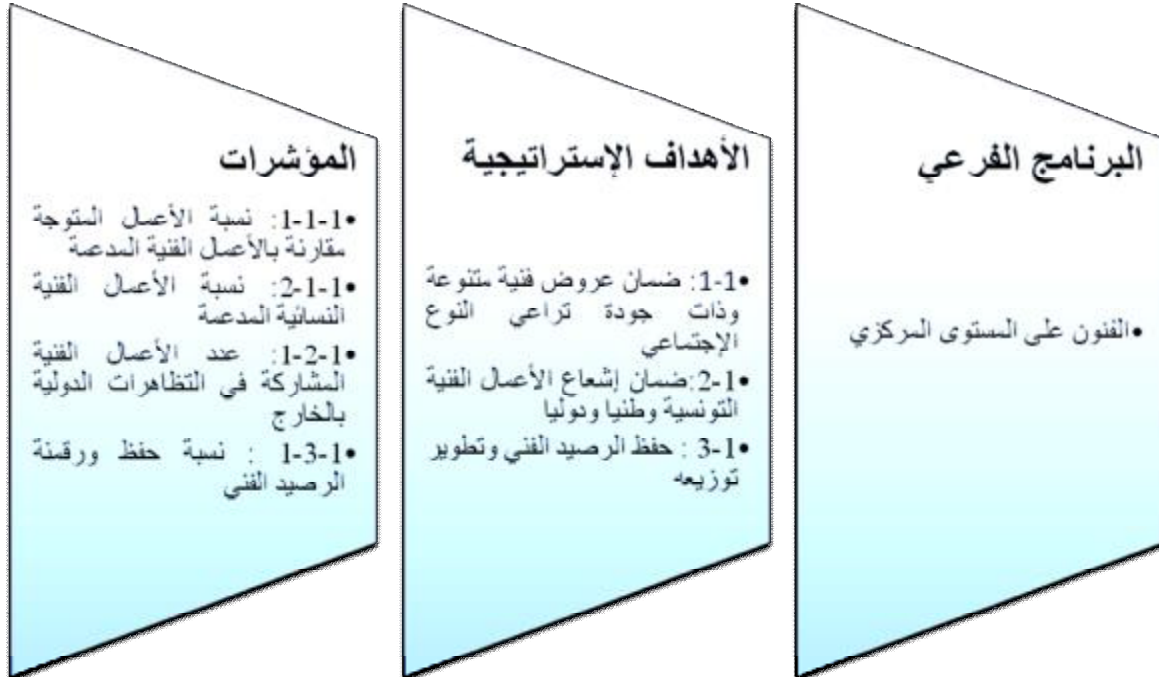 البرنامج الفرعي
•الفنون على المستوى المركزي
الأهداف الإستراتيجية
•1-1: ضمان عروض فنية متنوعة
وذات جودة تراعي النوع
الإجتماعي
•2-1:ضمان إشعاع الأعمال الفنية
التونسية وطنيا ودوليا
•3-1 : حفظ الرصيد الفني وتطوير
توزيعه
المؤشرات
•1-1-1: نسبة الأعمال المتوجة
مقارنة بالأعمال الفنية المدعمة
•2-1-1: نسبة الأعمال الفنية
النسائية المدعمة
•1-2-1: عدد الأعمال الفنية
المشاركة في التظاهرات الدولية
بالخارج
•1-3-1 : نسبة حفظ ورقمنة
الرصيد الفني